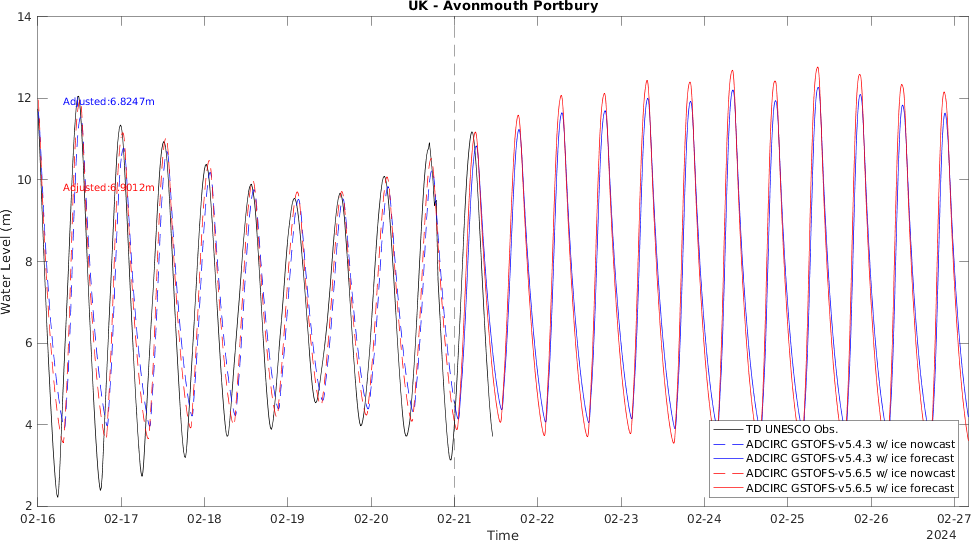 UK - Avonmouth Portbury
14
12
10
8
6
4
2
Water Level (m)
Adjusted:6.8247m
Adjusted:6.9012m
TD UNESCO Obs.
ADCIRC GSTOFS-v5.4.3 w/ ice nowcast
ADCIRC GSTOFS-v5.4.3 w/ ice forecast
ADCIRC GSTOFS-v5.6.5 w/ ice nowcast
ADCIRC GSTOFS-v5.6.5 w/ ice forecast
02-16 02-17 02-18 02-19 02-20 02-21 02-22 02-23 02-24 02-25 02-26 02-27
Time
2024